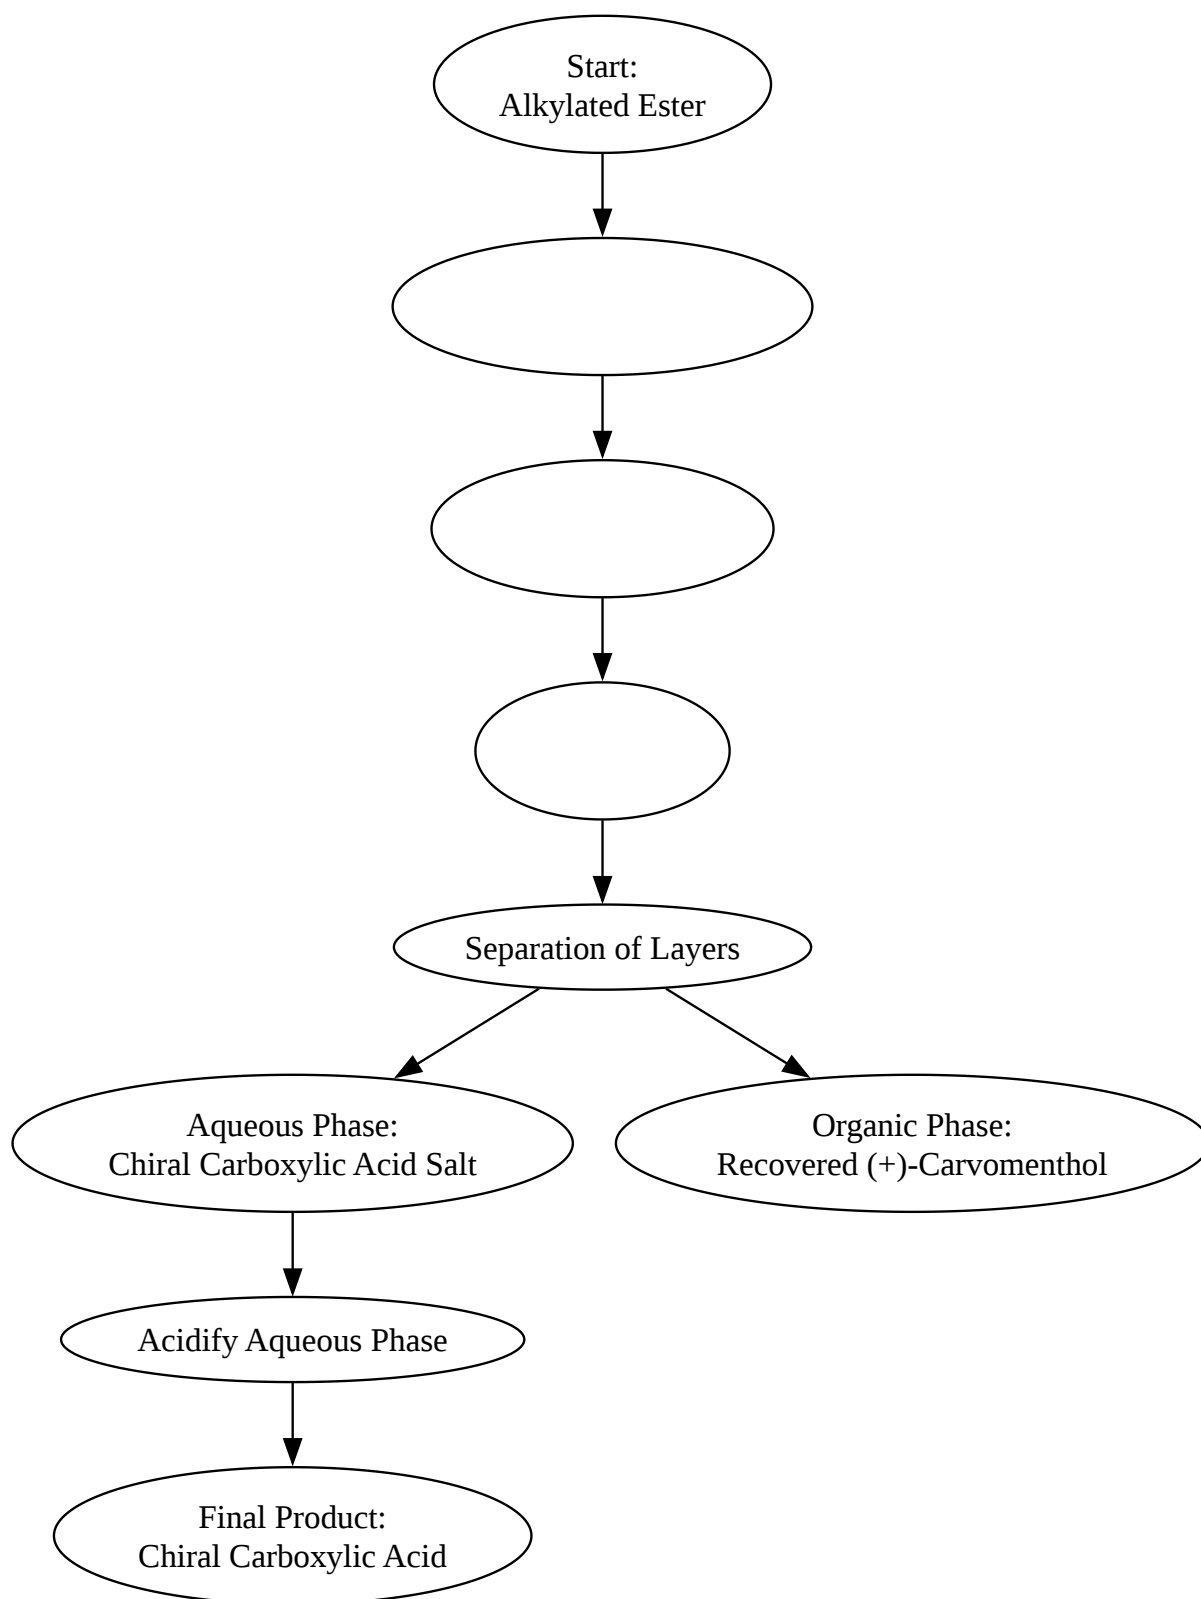 Start:
Alkylated Ester
Separation of Layers
Aqueous Phase:
Chiral Carboxylic Acid Salt
Organic Phase:
Recovered (+)-Carvomenthol
Acidify Aqueous Phase
Final Product:
Chiral Carboxylic Acid